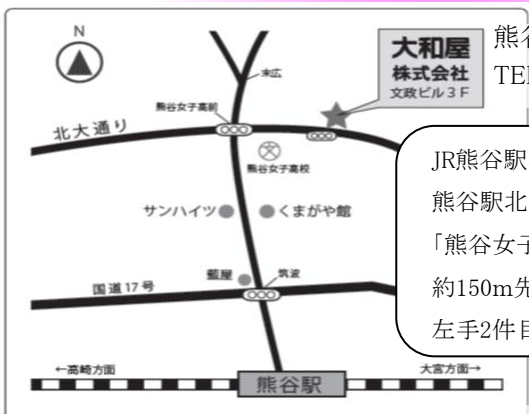 N
大和屋
株式会社
文政ビル3F
熊谷
TEL
末広
熊谷女子高前
北大通り
熊谷女子高校
サンハイツ
くまがや館
藍屋
筑波
国道17号
←高崎方面
大宮方面→
熊谷駅
JR熊谷駅
熊谷駅北
「熊谷女子
約150m先
左手2件目